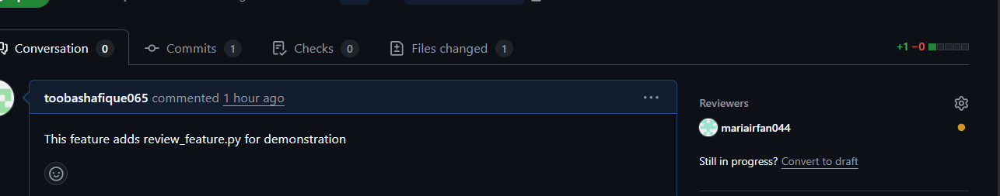 Conversation 0 Commits 1 Checks 0 Files changed 1 +1 −0
toobashafique065 commented 1 hour ago
Reviewers
mariairfan044
This feature adds review_feature.py for demonstration
Still in progress? Convert to draft